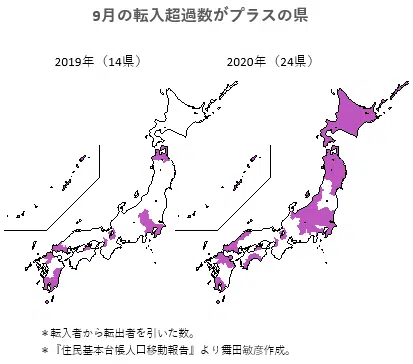 9月の転入超過数がプラスの県
2019年（14県）
2020年（24県）
＊転入者から転出者を引いた数。
＊『住民基本台帳人口移動報告』より舞田敏彦作成。